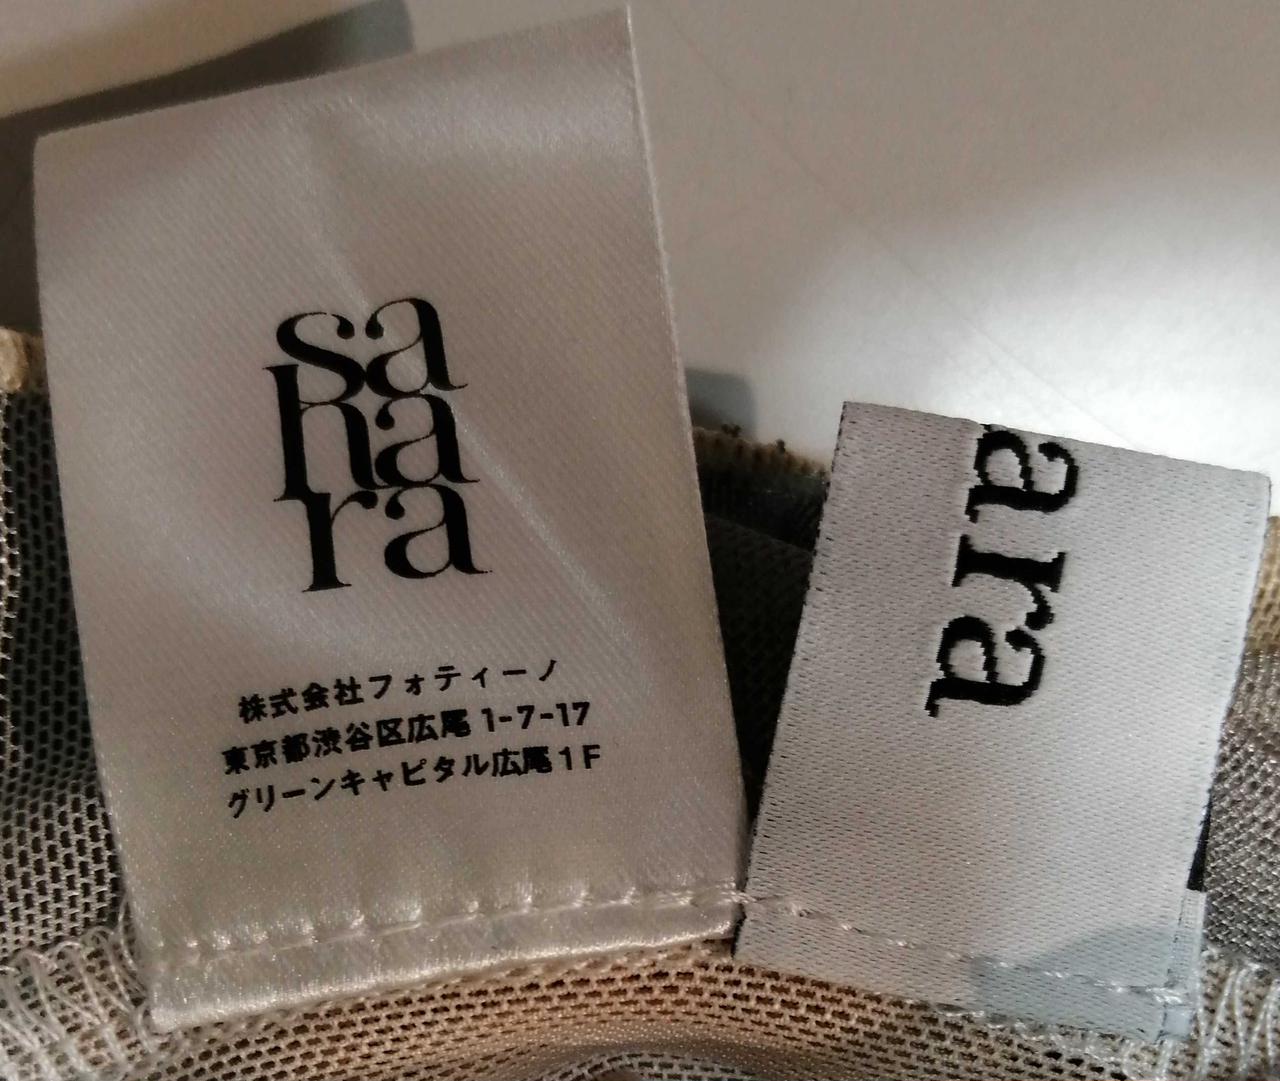 sa
ha
ra
株式会社フォティーノ
東京都渋谷区広尾 1-7-17
グリーンキャピタル広尾 1F
ara